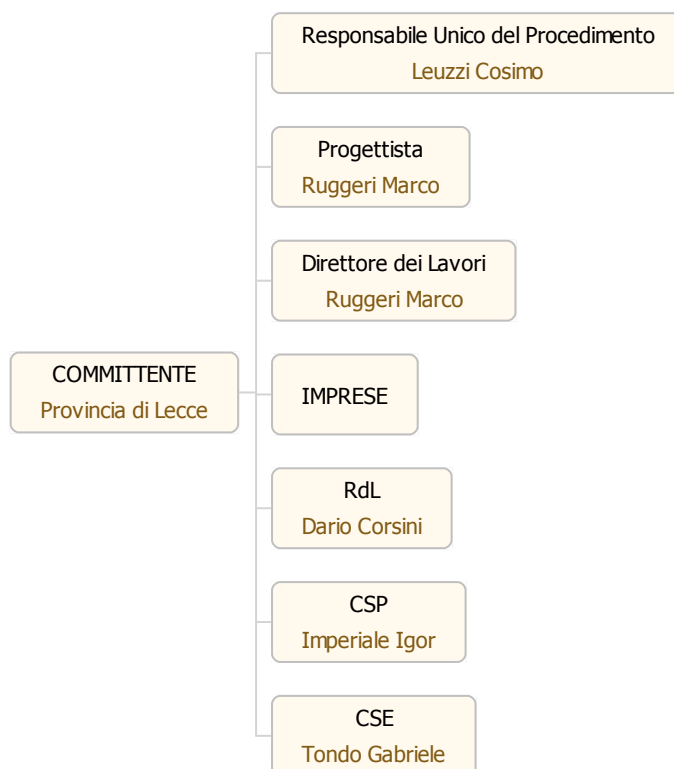 Responsabile Unico del Procedimento
Leuzzi Cosimo
Progettista
Ruggeri Marco
Direttore dei Lavori
Ruggeri Marco
COMMITTENTE
Provincia di Lecce
IMPRESE
RdL
Dario Corsini
CSP
Imperiale Igor
CSE
Tondo Gabriele